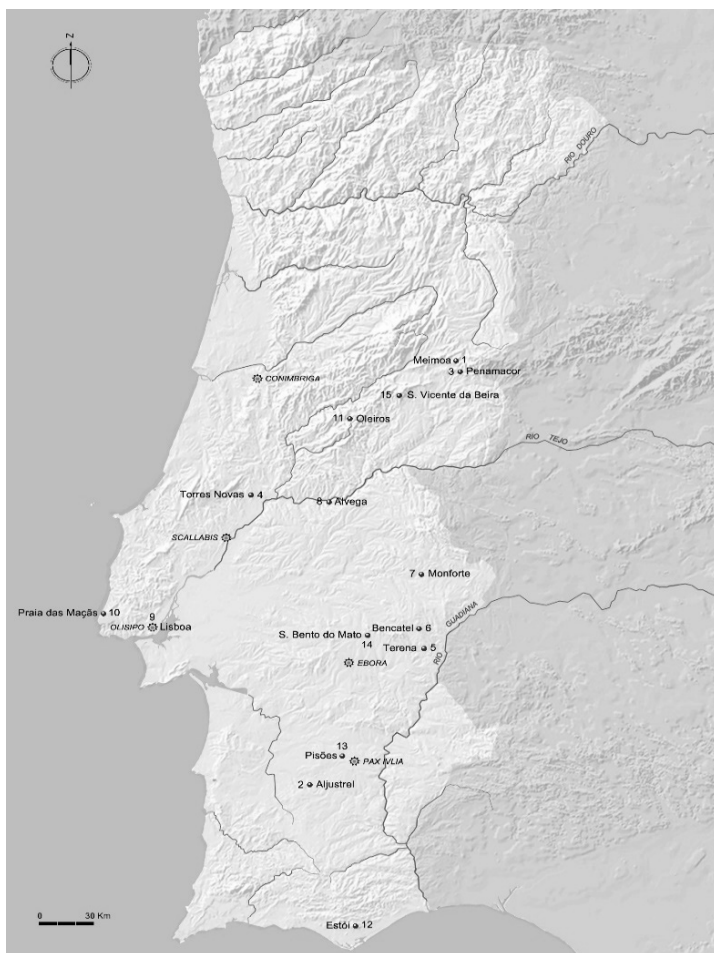 Z
RIO DOURO
Meimoa 1
3 Penamacor
CONIMBRIGA
15 S. Vicente da Beira
11 Oleiros
RIO TEJO
Torres Novas 4
8 Alvega
SCALLABIS
7 Monforte
Praia das Maçãs 10
9
OLISIPO Lisboa
Bencatel 6
S. Bento do Mato
14
Terena 5
RIO GUADIANA
EBORA
13
Pisões
PAX IVLIA
2 Aljustrel
0 30 Km
Estói 12